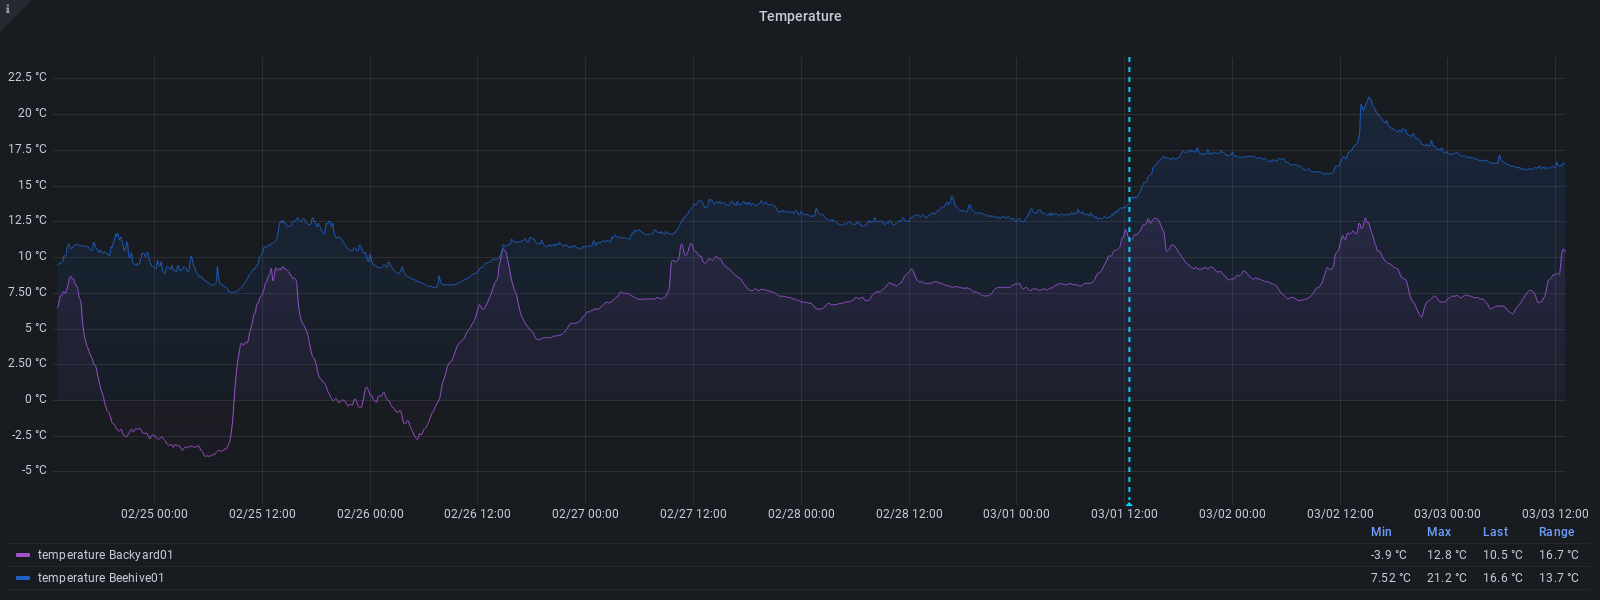 i
Temperature
22.5 °C
20 °C
17.5 °C
15 °C
12.5 °C
10 °C
7.50 °C
5 °C
2.50 °C
0 °C
-2.5 °C
-5 °C
02/25 00:00 02/25 12:00 02/26 00:00 02/26 12:00 02/27 00:00 02/27 12:00 02/28 00:00 02/28 12:00 03/01 00:00 03/01 12:00 03/02 00:00 03/02 12:00 03/03 00:00 03/03 12:00
Min Max Last Range
temperature Backyard01 -3.9 °C 12.8 °C 10.5 °C 16.7 °C
temperature Beehive01 7.52 °C 21.2 °C 16.6 °C 13.7 °C